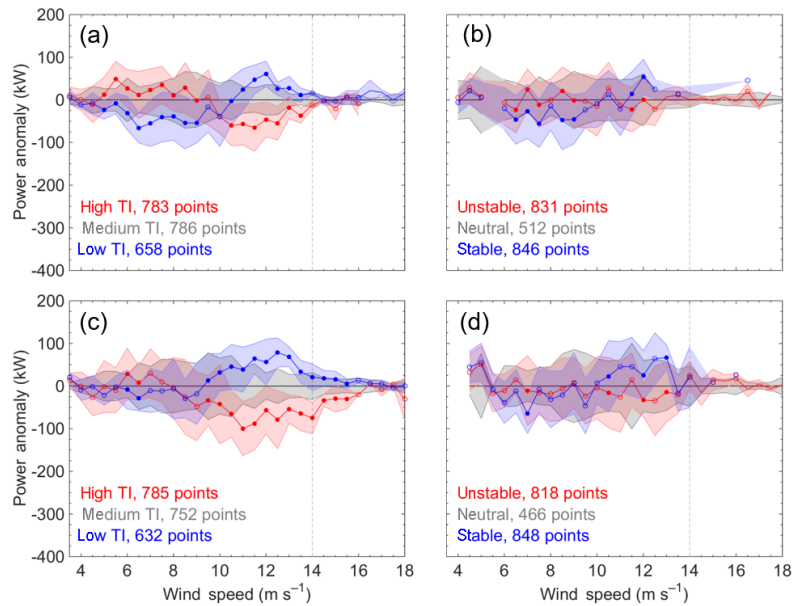 (a)
Power anomaly (kW)
200
100
0
-100
-200
-300
-400
High TI, 783 points
Medium TI, 786 points
Low TI, 658 points
(b)
Unstable, 831 points
Neutral, 512 points
Stable, 846 points
(c)
Power anomaly (kW)
200
100
0
-100
-200
-300
-400
High TI, 785 points
Medium TI, 752 points
Low TI, 632 points
4 6 8 10 12 14 16 18
Wind speed (m s⁻¹)
(d)
Unstable, 818 points
Neutral, 466 points
Stable, 848 points
4 6 8 10 12 14 16 18
Wind speed (m s⁻¹)